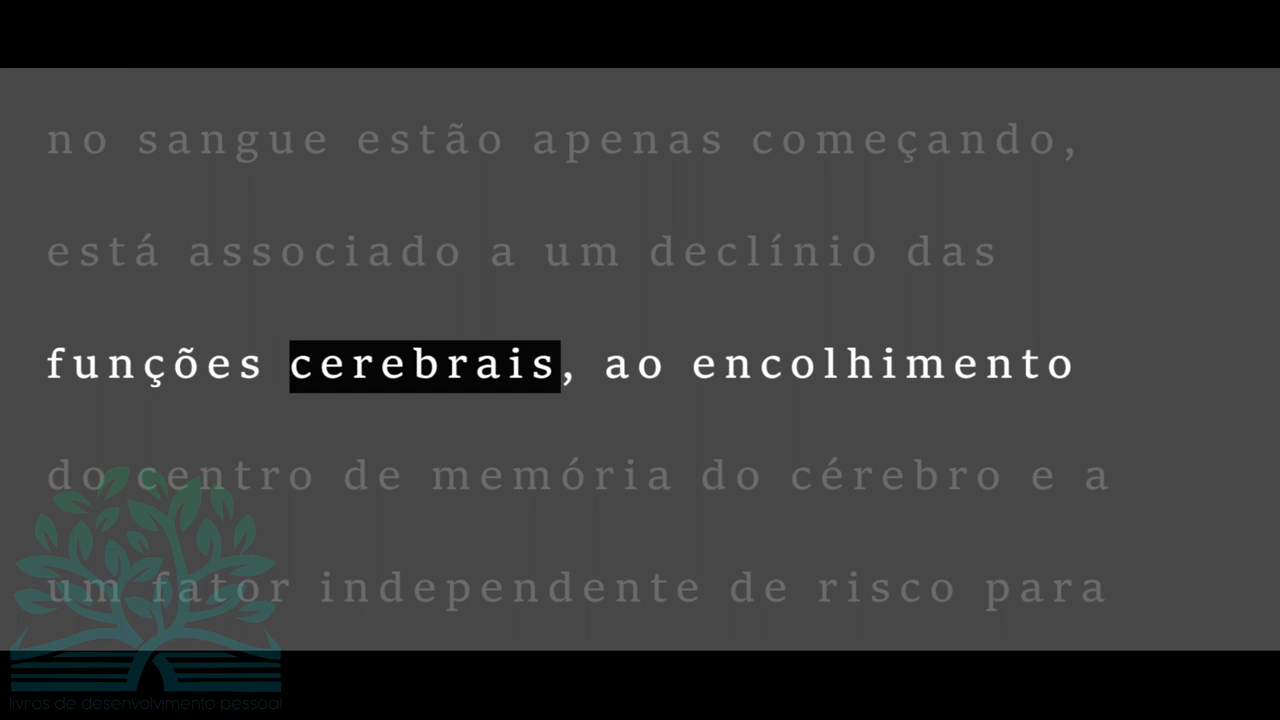 no sangue estão apenas começando,
está associado a um declínio das
funções cerebrais, ao encolhimento
do centro de memória do cérebro e a
um fator independente de risco para
livros de desenvolvimento pessoal